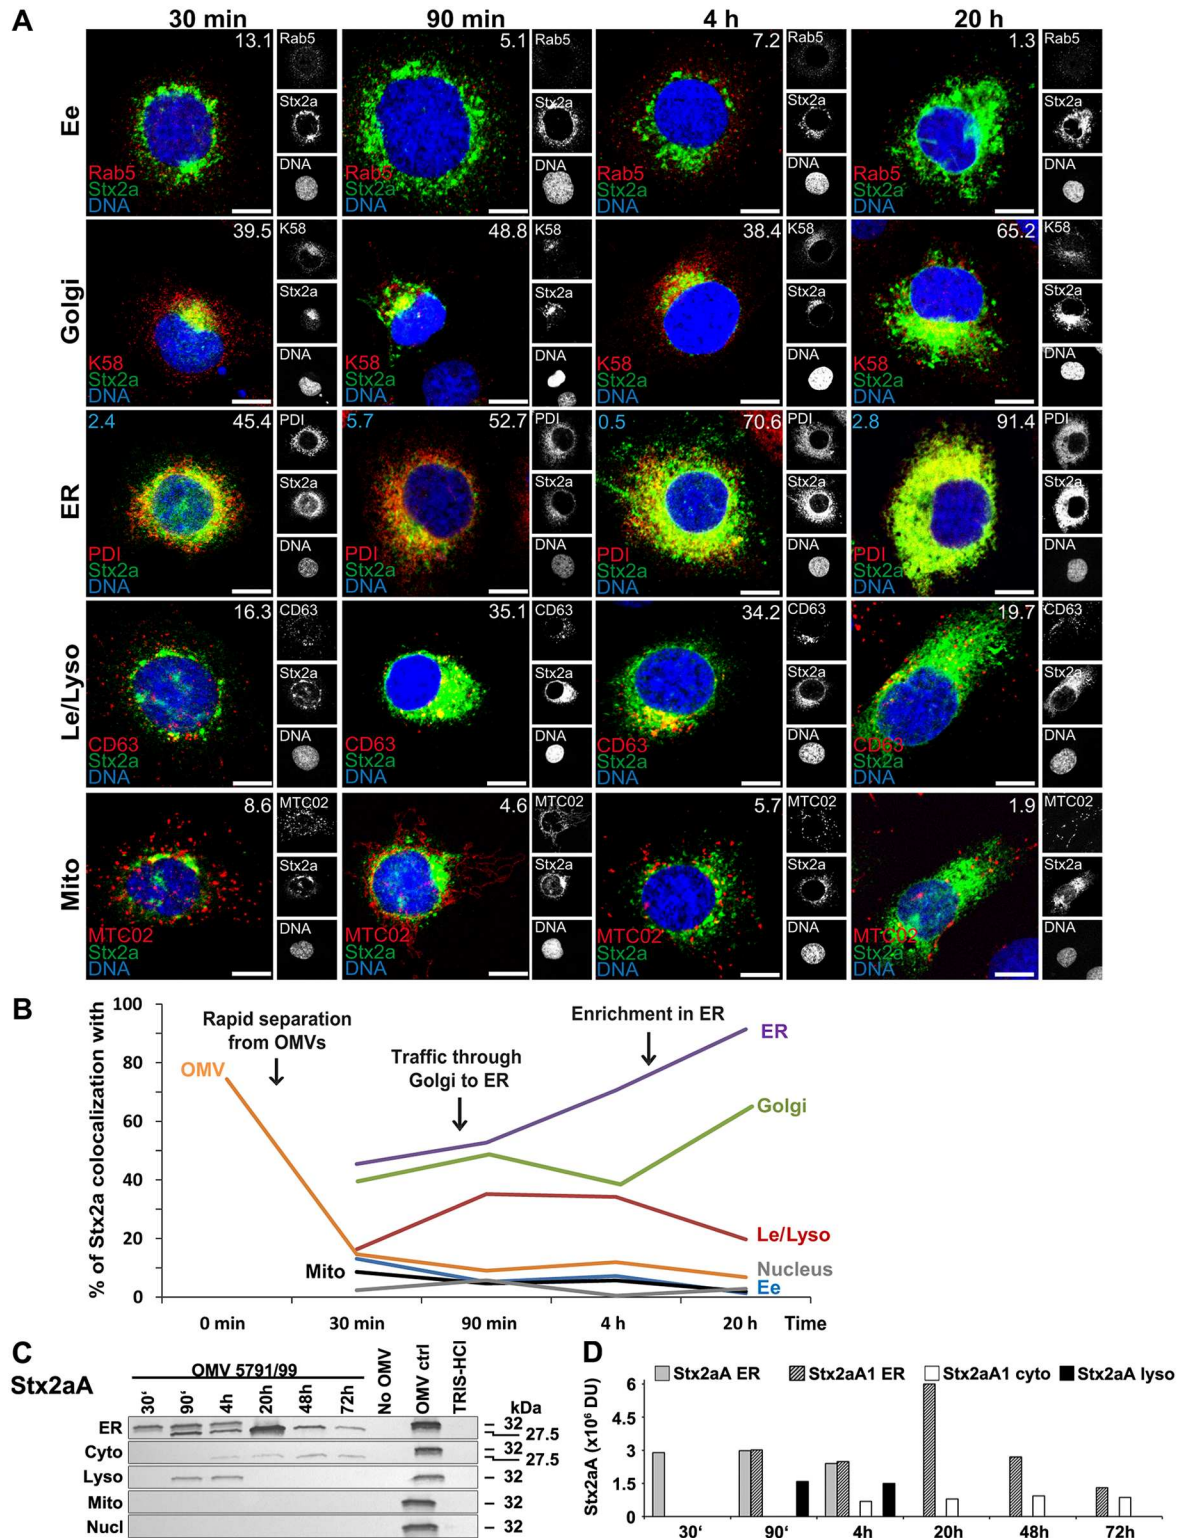 A
30 min 90 min 4 h 20 h
Ee
13.1 Rab5 5.1 Rab5 7.2 Rab5 1.3 Rab5
Stx2a Stx2a Stx2a Stx2a
DNA DNA DNA DNA
Rab5 Rab5 Rab5 Rab5
Stx2a Stx2a Stx2a Stx2a
DNA DNA DNA DNA
Golgi
39.5 K58 48.8 K58 38.4 K58 65.2 K58
Stx2a Stx2a Stx2a Stx2a
DNA DNA DNA DNA
K58 K58 K58 K58
Stx2a Stx2a Stx2a Stx2a
DNA DNA DNA DNA
ER
2.4 45.4 PDI 5.7 52.7 PDI 0.5 70.6 PDI 2.8 91.4 PDI
Stx2a Stx2a Stx2a Stx2a
DNA DNA DNA DNA
PDI PDI PDI PDI
Stx2a Stx2a Stx2a Stx2a
DNA DNA DNA DNA
Le/Lyso
16.3 CD63 35.1 CD63 34.2 CD63 19.7 CD63
Stx2a Stx2a Stx2a Stx2a
DNA DNA DNA DNA
CD63 CD63 CD63 CD63
Stx2a Stx2a Stx2a Stx2a
DNA DNA DNA DNA
Mito
8.6 MTC02 4.6 MTC02 5.7 MTC02 1.9 MTC02
Stx2a Stx2a Stx2a Stx2a
DNA DNA DNA DNA
MTC02 MTC02 MTC02 MTC02
Stx2a Stx2a Stx2a Stx2a
DNA DNA DNA DNA
B
% of Stx2a colocalization with
100
80
60
40
20
0
OMV
Rapid separation
from OMVs
Traffic through
Golgi to ER
Enrichment in ER
ER
Golgi
Le/Lyso
Nucleus
Ee
Mito
0 min 30 min 90 min 4 h 20 h Time
C
Stx2aA
OMV 5791/99
30‘ 90‘ 4h 20h 48h 72h No OMV OMV ctrl TRIS-HCl
kDa
ER – 32
27.5
Cyto – 32
27.5
Lyso – 32
Mito – 32
Nucl – 32
D
Stx2aA ER Stx2aA1 ER Stx2aA1 cyto Stx2aA lyso
Stx2aA (x10⁶ DU)
6
4.5
3
1.5
0
30‘ 90‘ 4h 20h 48h 72h